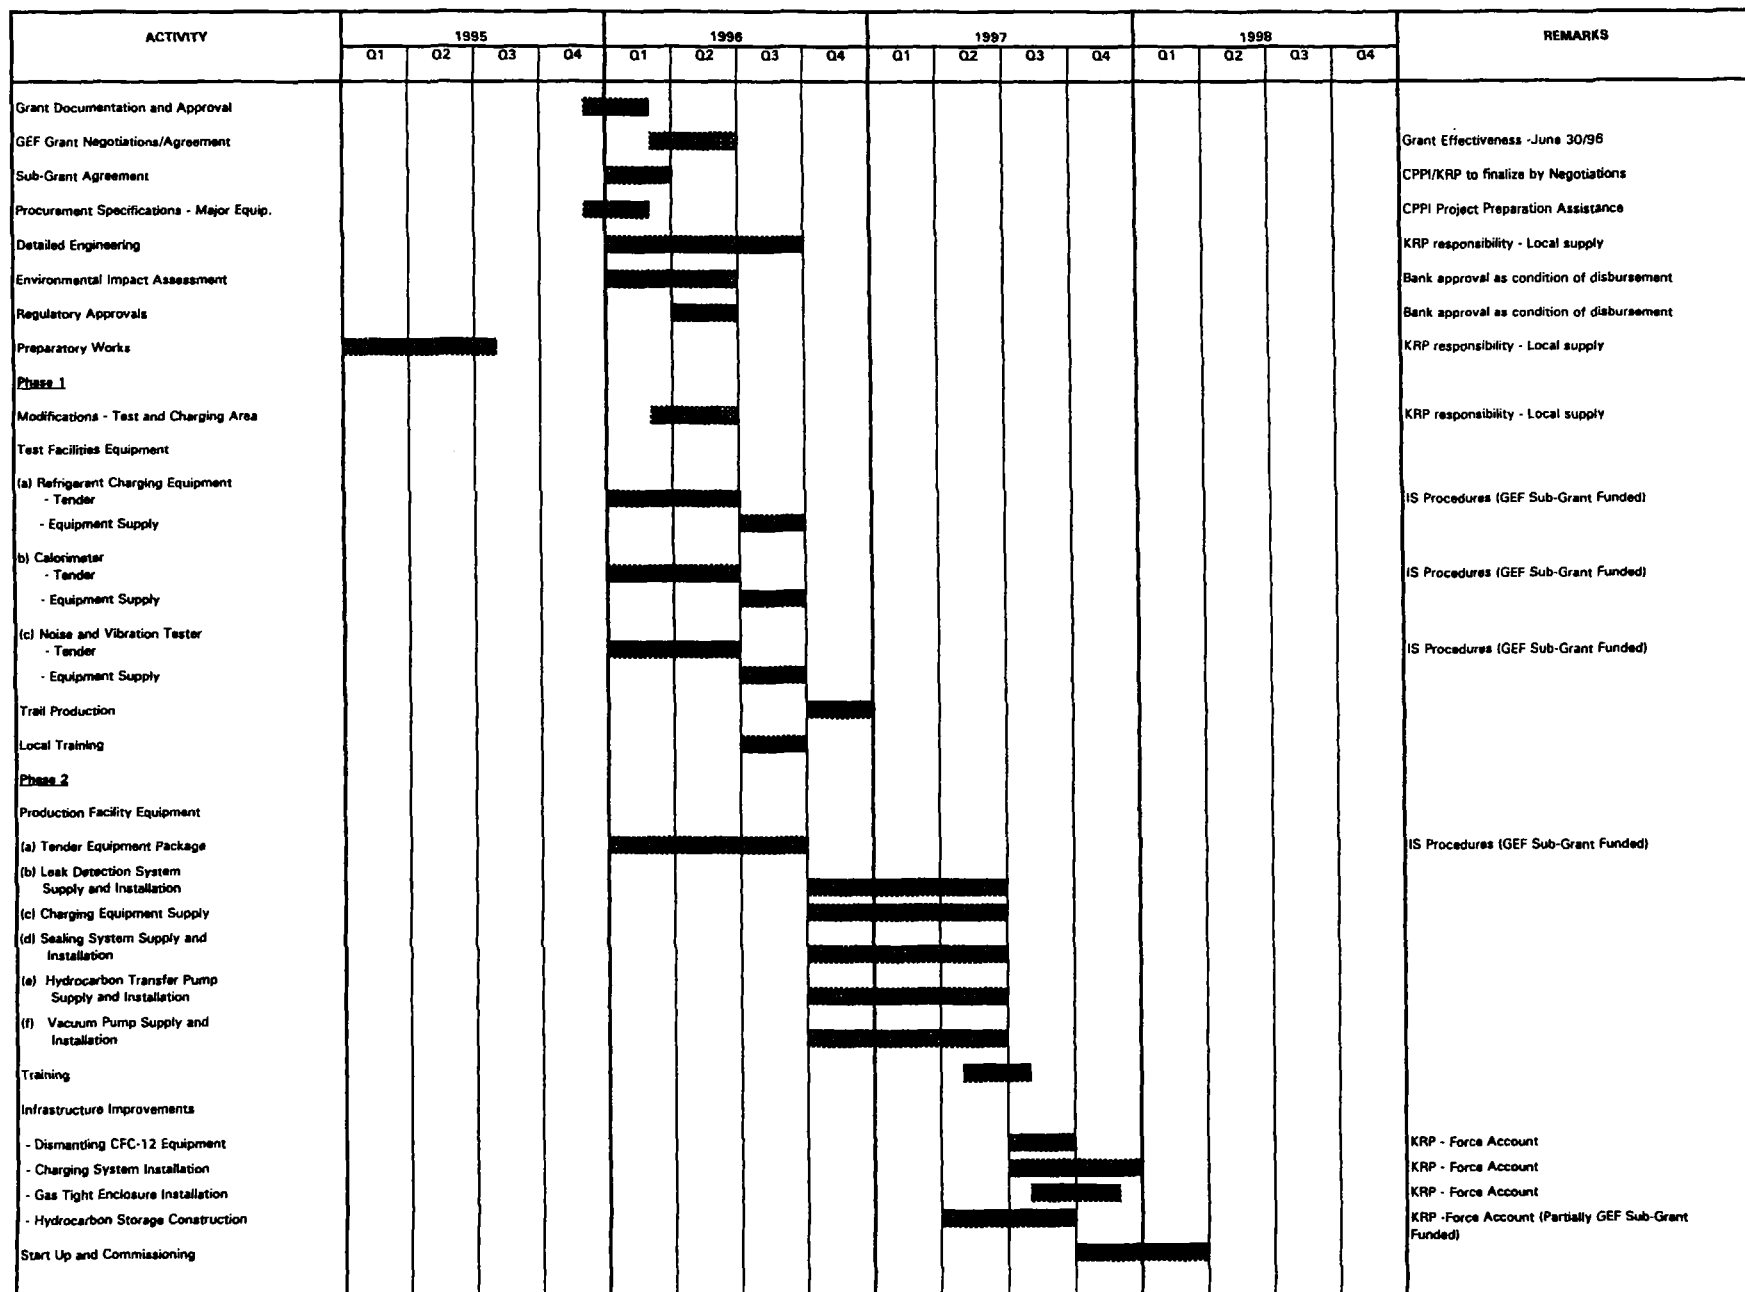 ACTIVITY 1995 1996 1997 1998 REMARKS
Q1 Q2 Q3 Q4 Q1 Q2 Q3 Q4 Q1 Q2 Q3 Q4 Q1 Q2 Q3 Q4
Grant Documentation and Approval
GEF Grant Negotiations/Agreement Grant Effectiveness -June 30/96
Sub-Grant Agreement CPPI/KRP to finalize by Negotiations
Procurement Specifications - Major Equip. CPPI Project Preparation Assistance
Detailed Engineering KRP responsibility - Local supply
Environmental Impact Assessment Bank approval as condition of disbursement
Regulatory Approvals Bank approval as condition of disbursement
Preparatory Works KRP responsibility - Local supply
Phase 1
Modifications - Test and Charging Area KRP responsibility - Local supply
Test Facilities Equipment
(a) Refrigerant Charging Equipment
- Tender IS Procedures (GEF Sub-Grant Funded)
- Equipment Supply
b) Calorimeter
- Tender IS Procedures (GEF Sub-Grant Funded)
- Equipment Supply
(c) Noise and Vibration Tester
- Tender IS Procedures (GEF Sub-Grant Funded)
- Equipment Supply
Trail Production
Local Training
Phase 2
Production Facility Equipment
(a) Tender Equipment Package IS Procedures (GEF Sub-Grant Funded)
(b) Leak Detection System
Supply and Installation
(c) Charging Equipment Supply
(d) Sealing System Supply and
Installation
(e) Hydrocarbon Transfer Pump
Supply and Installation
(f) Vacuum Pump Supply and
Installation
Training
Infrastructure Improvements
- Dismantling CFC-12 Equipment KRP - Force Account
- Charging System Installation KRP - Force Account
- Gas Tight Enclosure Installation KRP - Force Account
- Hydrocarbon Storage Construction KRP -Force Account (Partially GEF Sub-Grant
Funded)
Start Up and Commissioning